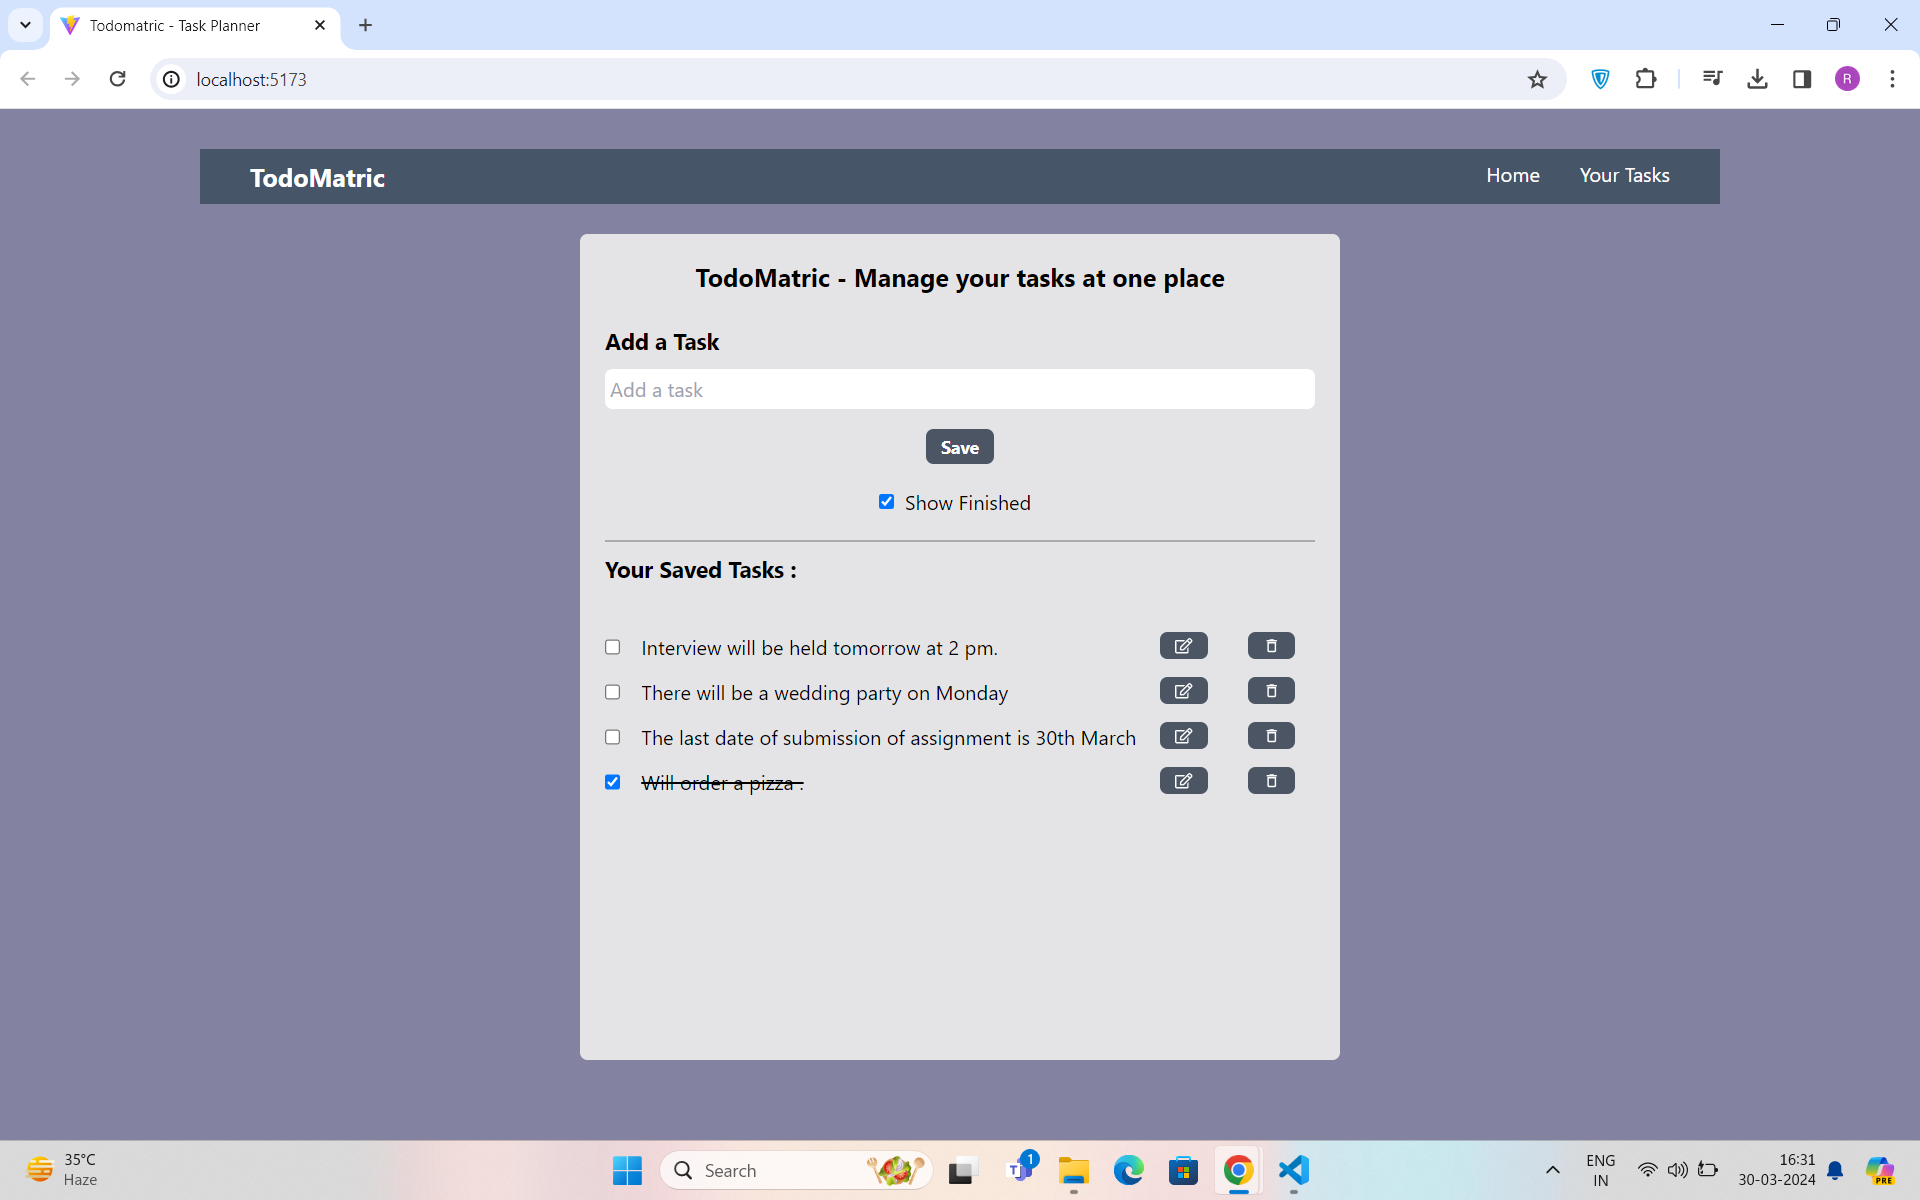 Todomatric - Task Planner
localhost:5173
R
TodoMatric
Home
Your Tasks
TodoMatric - Manage your tasks at one place
Add a Task
Add a task
Save
Show Finished
Your Saved Tasks :
Interview will be held tomorrow at 2 pm.
There will be a wedding party on Monday
The last date of submission of assignment is 30th March
Will order a pizza .
35°C
Haze
Search
T
1
PRE
ENG
IN
16:31
30-03-2024